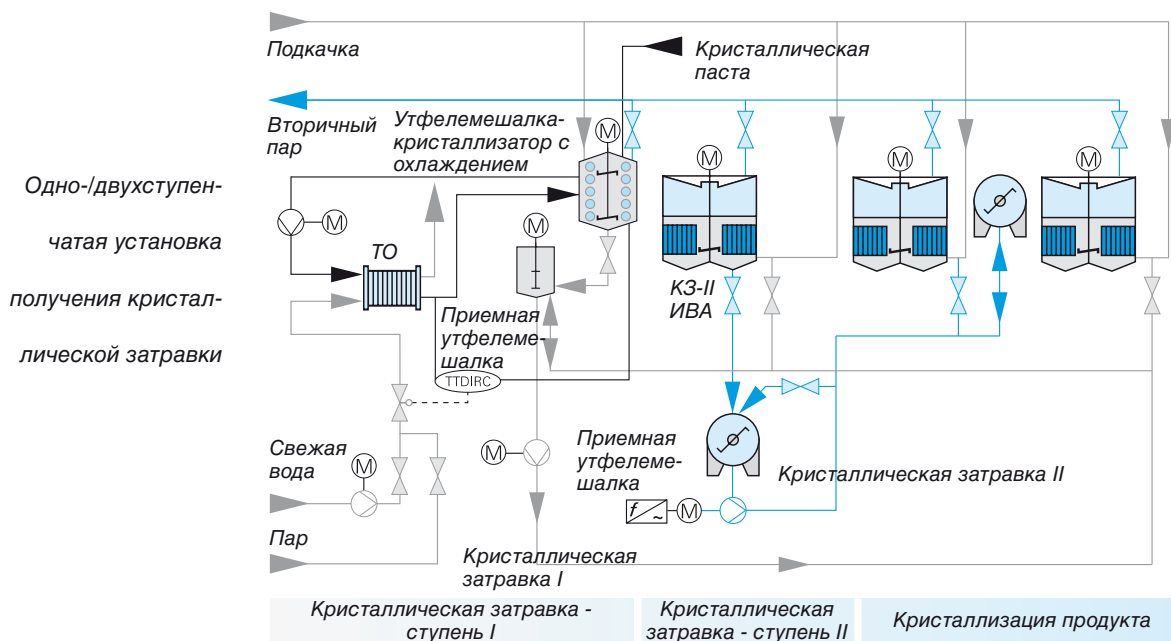 Подкачка
Кристаллическая
паста
Вторичный
пар
Утфелемешалка-
кристаллизатор с
охлаждением
M
M
M
M
M
Одно-/двухступен-
чатая установка
получения кристал-
лической затравки
M
ТО
КЗ-II
ИВА
Приемная
утфелеме-
шалка
TTDIRC
Свежая
вода
M
M
Приемная
утфелеме-
шалка
Кристаллическая затравка II
f
~
M
Пар
Кристаллическая
затравка I
Кристаллическая затравка -
ступень I
Кристаллическая
затравка - ступень II
Кристаллизация продукта